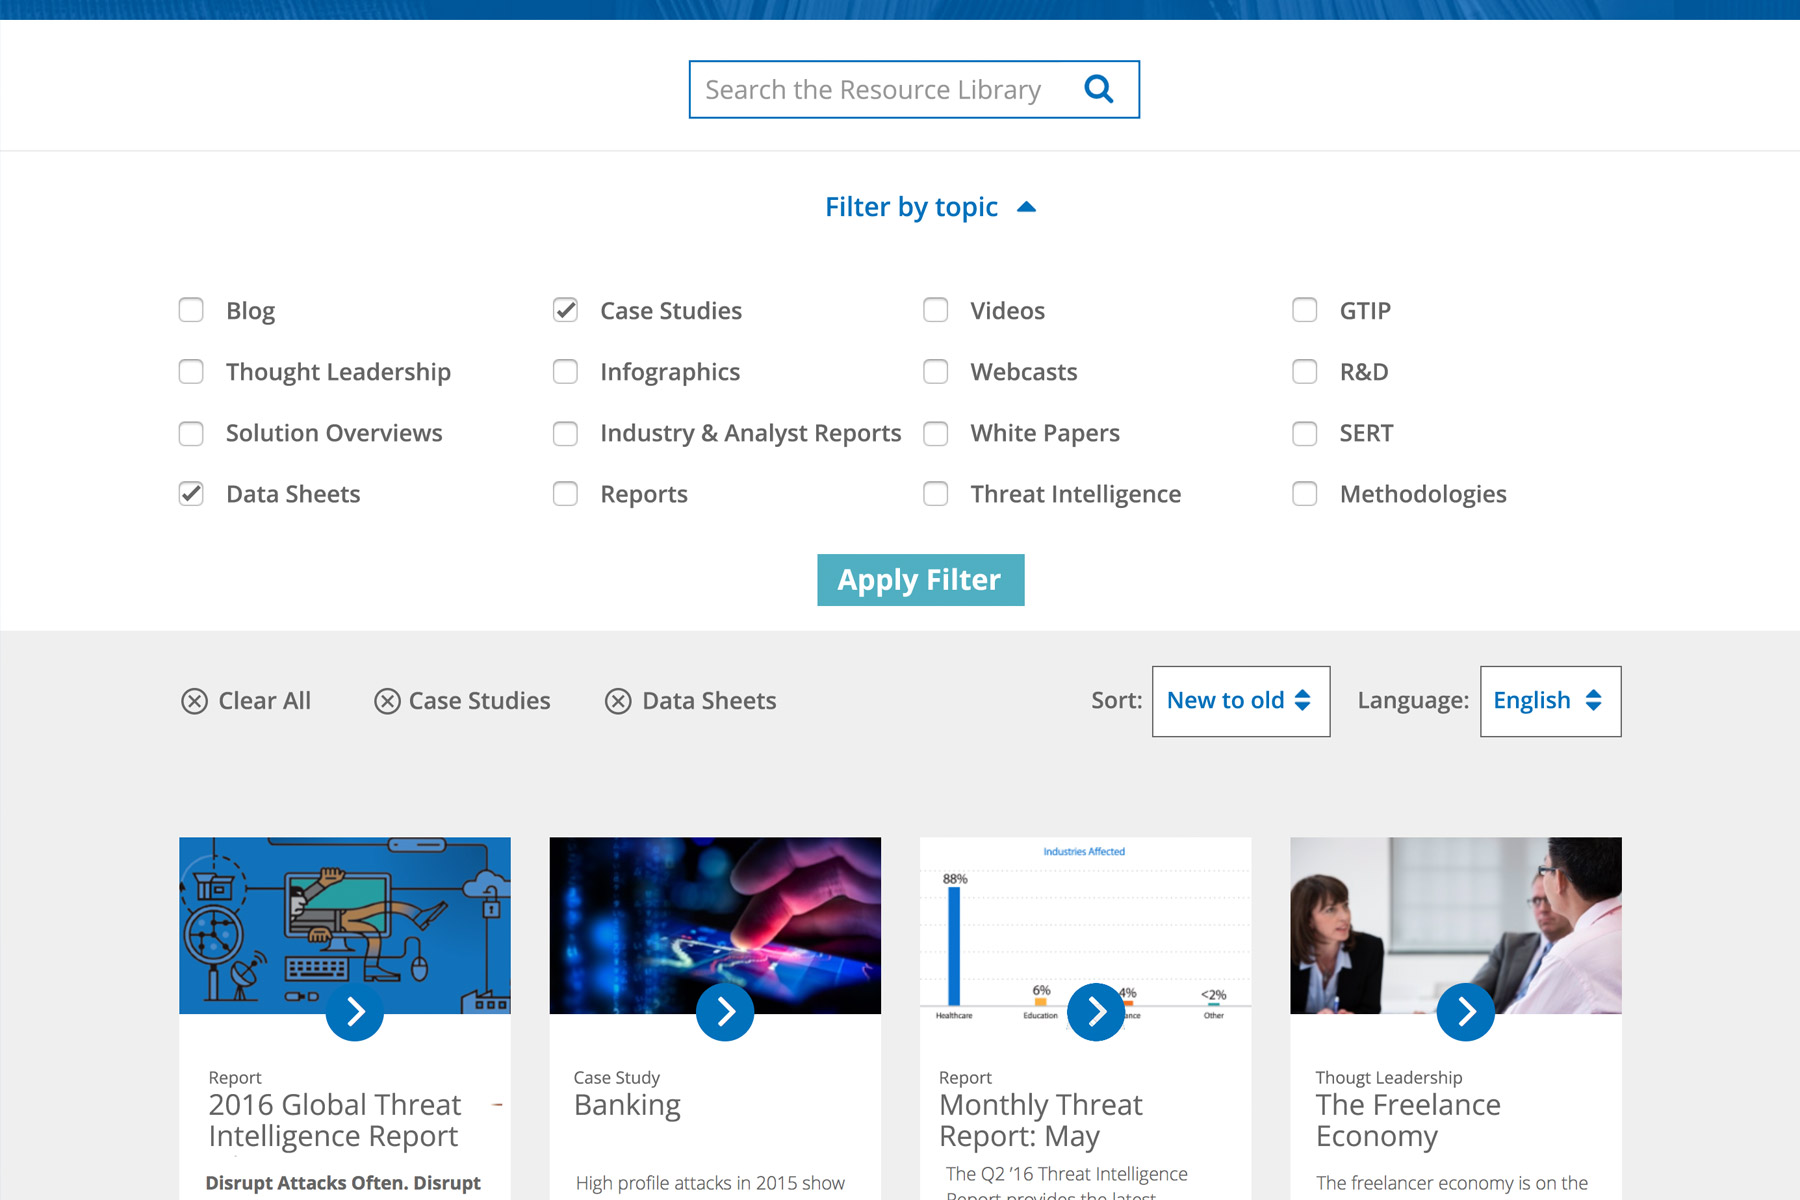 Search the Resource Library
Filter by topic
Blog
Case Studies
Videos
GTIP
Thought Leadership
Infographics
Webcasts
R&D
Solution Overviews
Industry & Analyst Reports
White Papers
SERT
Data Sheets
Reports
Threat Intelligence
Methodologies
Apply Filter
Clear All
Case Studies
Data Sheets
Sort:
New to old
Language:
English
Industries Affected
88%
6%
4%
<2%
Healthcare
Education
Other
Report
2016 Global Threat
Intelligence Report
Disrupt Attacks Often. Disrupt
Case Study
Banking
High profile attacks in 2015 show
Report
Monthly Threat
Report: May
The Q2 ’16 Threat Intelligence
Report provides the latest
Thougt Leadership
The Freelance
Economy
The freelancer economy is on the